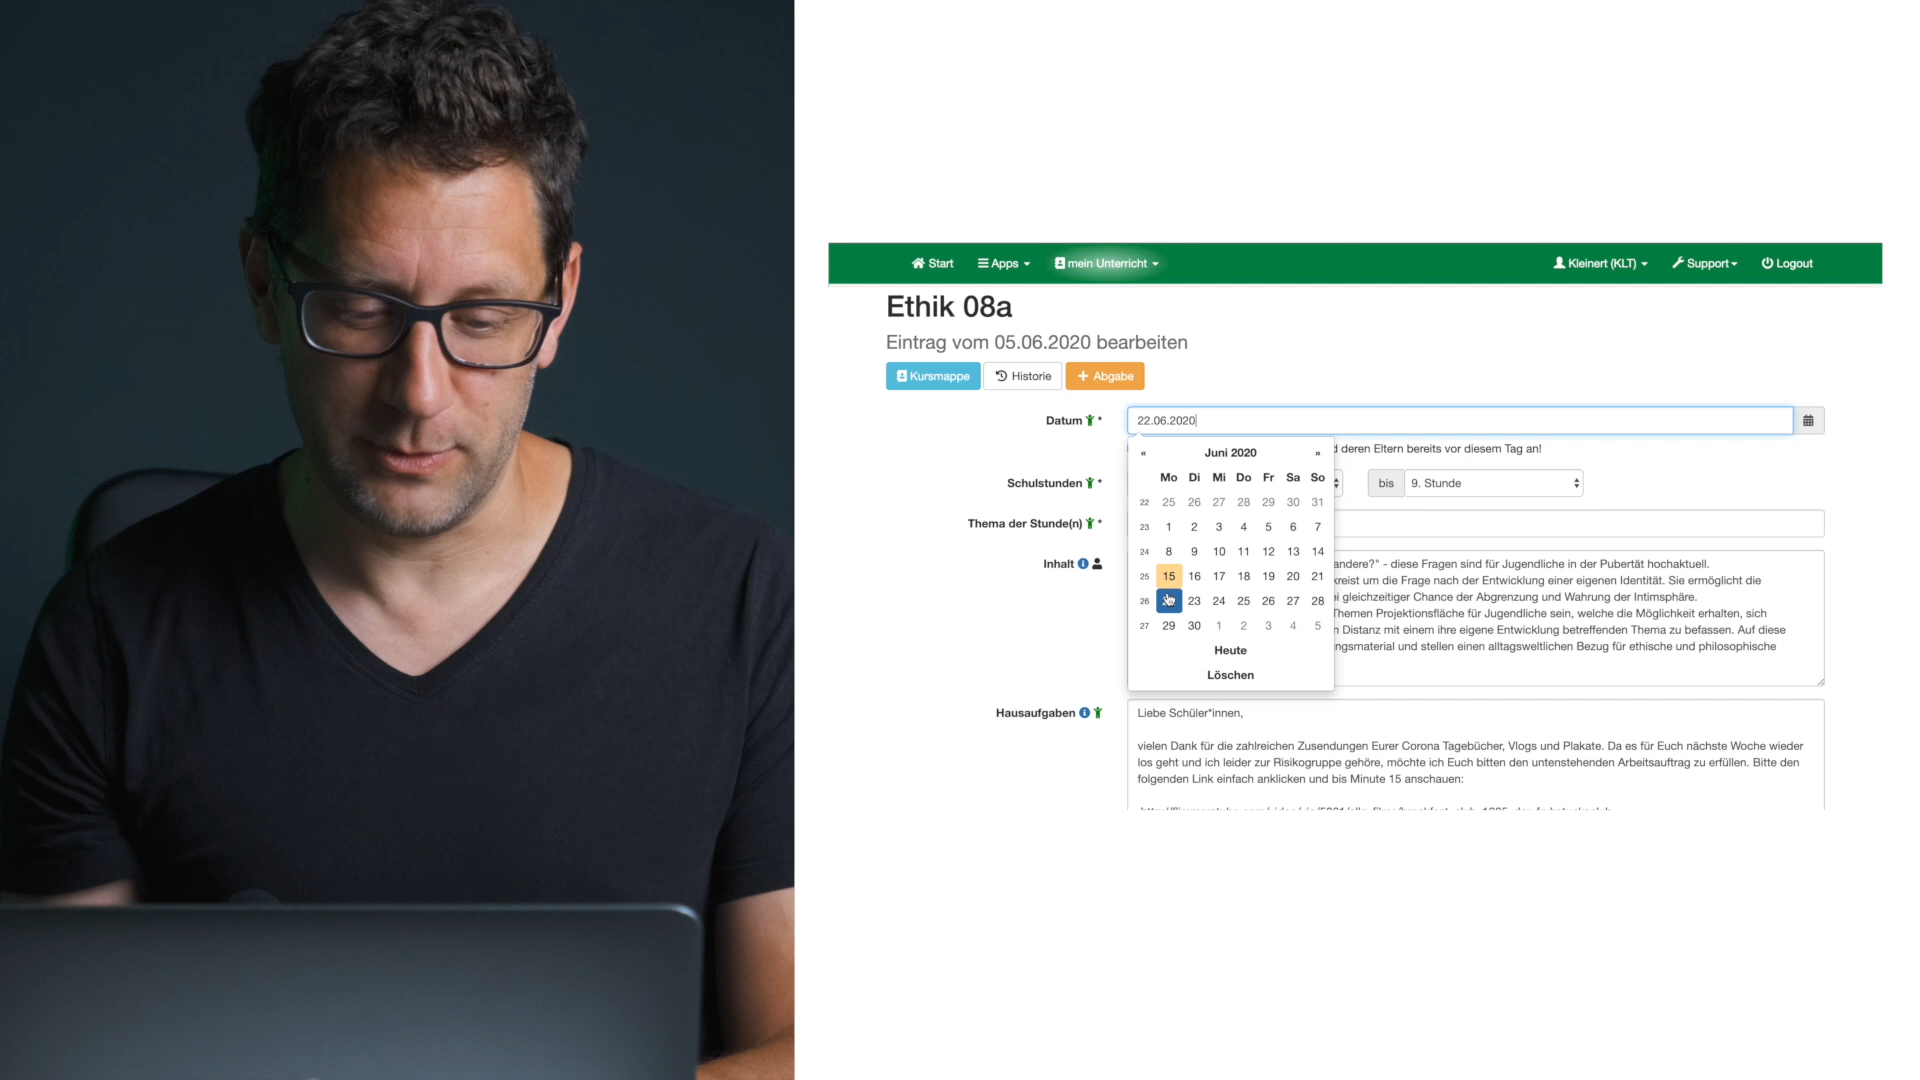 Start Apps mein Unterricht Kleinert (KLT) Support Logout
Ethik 08a
Eintrag vom 05.06.2020 bearbeiten
Kursmappe Historie + Abgabe
Datum * 22.06.2020
d deren Eltern bereits vor diesem Tag an!
« Juni 2020 »
Mo Di Mi Do Fr Sa So
22 25 26 27 28 29 30 31
23 1 2 3 4 5 6 7
24 8 9 10 11 12 13 14
25 15 16 17 18 19 20 21
26 23 24 25 26 27 28
27 29 30 1 2 3 4 5
Heute
Löschen
Schulstunden * bis 9. Stunde
Thema der Stunde(n) *
Inhalt
andere?" - diese Fragen sind für Jugendliche in der Pubertät hochaktuell.
kreist um die Frage nach der Entwicklung einer eigenen Identität. Sie ermöglicht die
gleichzeitiger Chance der Abgrenzung und Wahrung der Intimsphäre.
Themen Projektionsfläche für Jugendliche sein, welche die Möglichkeit erhalten, sich
n Distanz mit einem ihre eigene Entwicklung betreffenden Thema zu befassen. Auf diese
ngsmaterial und stellen einen alltagsweltlichen Bezug für ethische und philosophische
Hausaufgaben
Liebe Schüler*innen,
vielen Dank für die zahlreichen Zusendungen Eurer Corona Tagebücher, Vlogs und Plakate. Da es für Euch nächste Woche wieder
los geht und ich leider zur Risikogruppe gehöre, möchte ich Euch bitten den untenstehenden Arbeitsauftrag zu erfüllen. Bitte den
folgenden Link einfach anklicken und bis Minute 15 anschauen: